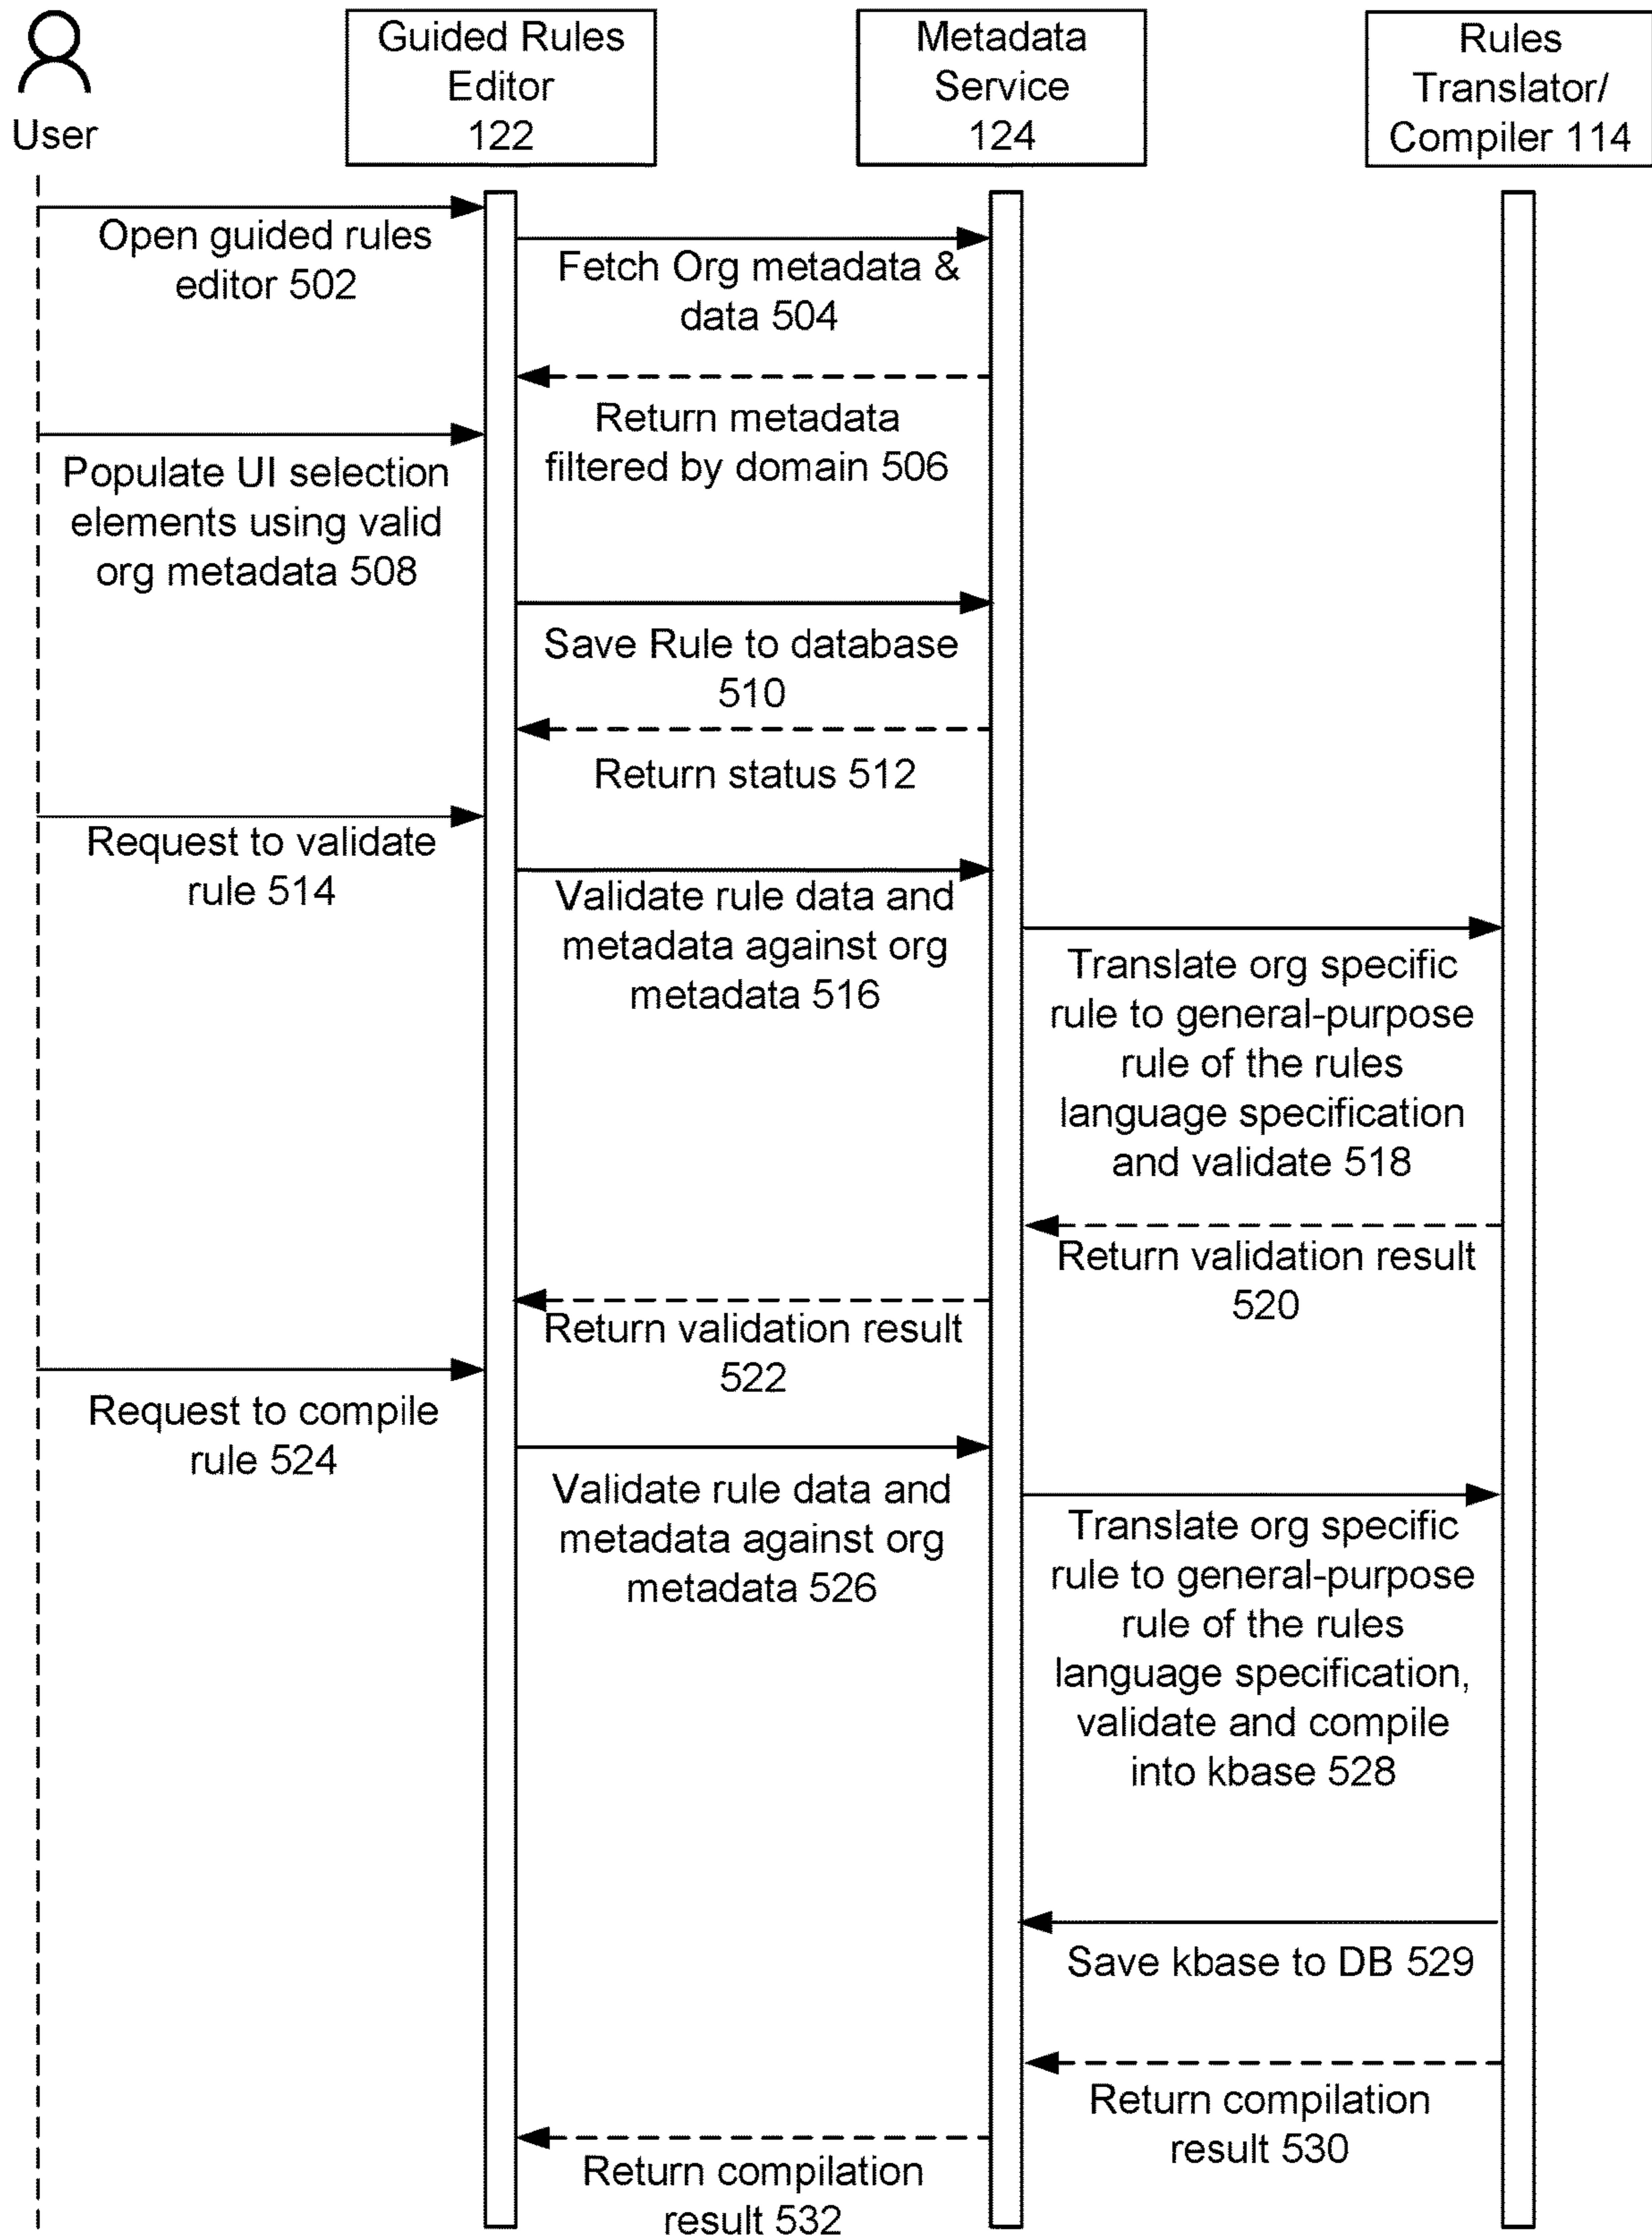 User
Guided Rules
Editor
122
Metadata
Service
124
Rules
Translator/
Compiler 114
Open guided rules
editor 502
Fetch Org metadata &
data 504
Return metadata
filtered by domain 506
Populate UI selection
elements using valid
org metadata 508
Save Rule to database
510
Return status 512
Request to validate
rule 514
Validate rule data and
metadata against org
metadata 516
Translate org specific
rule to general-purpose
rule of the rules
language specification
and validate 518
Return validation result
520
Return validation result
522
Request to compile
rule 524
Validate rule data and
metadata against org
metadata 526
Translate org specific
rule to general-purpose
rule of the rules
language specification,
validate and compile
into kbase 528
Save kbase to DB 529
Return compilation
result 530
Return compilation
result 532